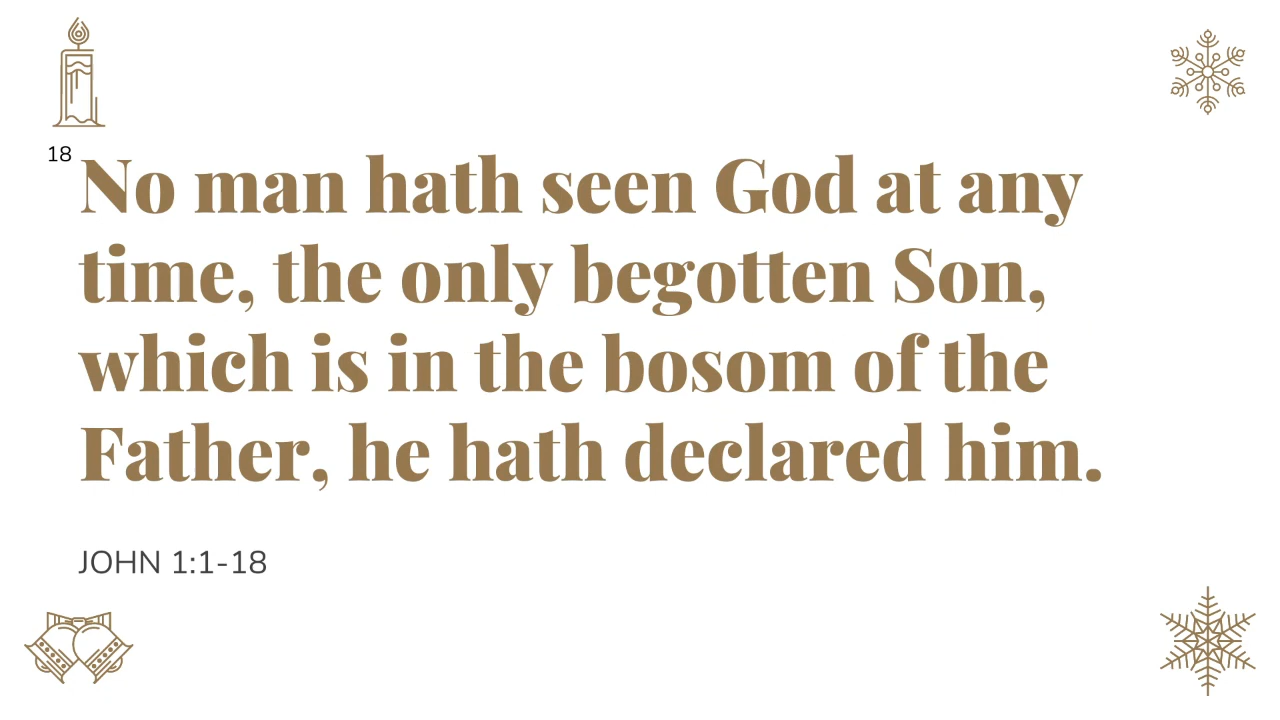 18
No man hath seen God at any
time, the only begotten Son,
which is in the bosom of the
Father, he hath declared him.
JOHN 1:1-18